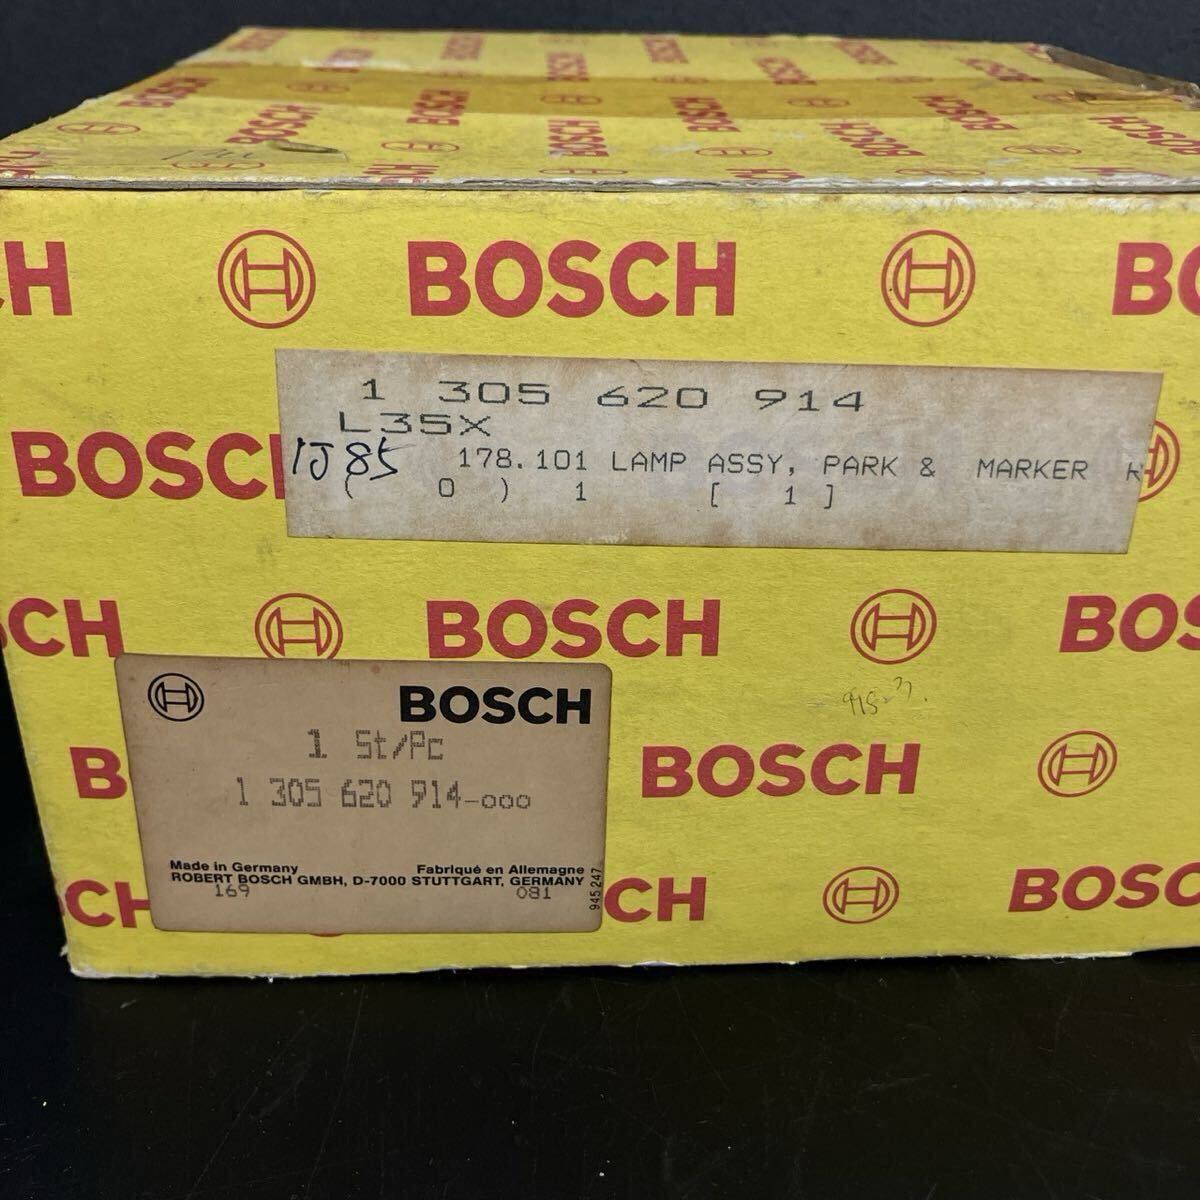 BOSCH
BOSCH
1 305 620 914
L35X
1J85
178.101 LAMP ASSY, PARK & MARKER R
( 0 ) 1 [ 1 ]
BOSCH
BOSCH
BOSCH
1 St/Pc
1 305 620 914-000
Made in Germany Fabriqué en Allemagne
ROBERT BOSCH GMBH, D-7000 STUTTGART, GERMANY
169 081
945 247
BOSCH
BOSCH